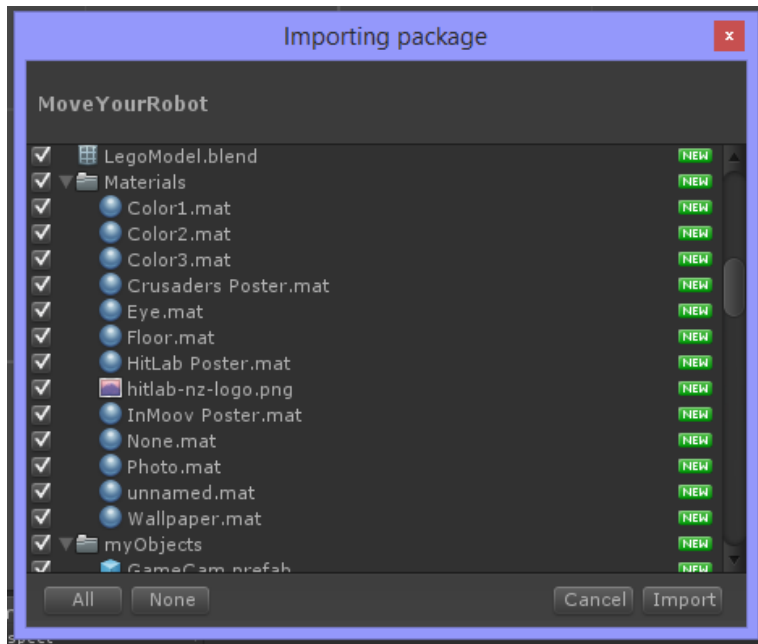 Importing package
x
MoveYourRobot
LegoModel.blend NEW
Materials NEW
Color1.mat NEW
Color2.mat NEW
Color3.mat NEW
Crusaders Poster.mat NEW
Eye.mat NEW
Floor.mat NEW
HitLab Poster.mat NEW
hitlab-nz-logo.png NEW
InMoov Poster.mat NEW
None.mat NEW
Photo.mat NEW
unnamed.mat NEW
Wallpaper.mat NEW
myObjects NEW
GameCam.prefab NEW
All None Cancel Import